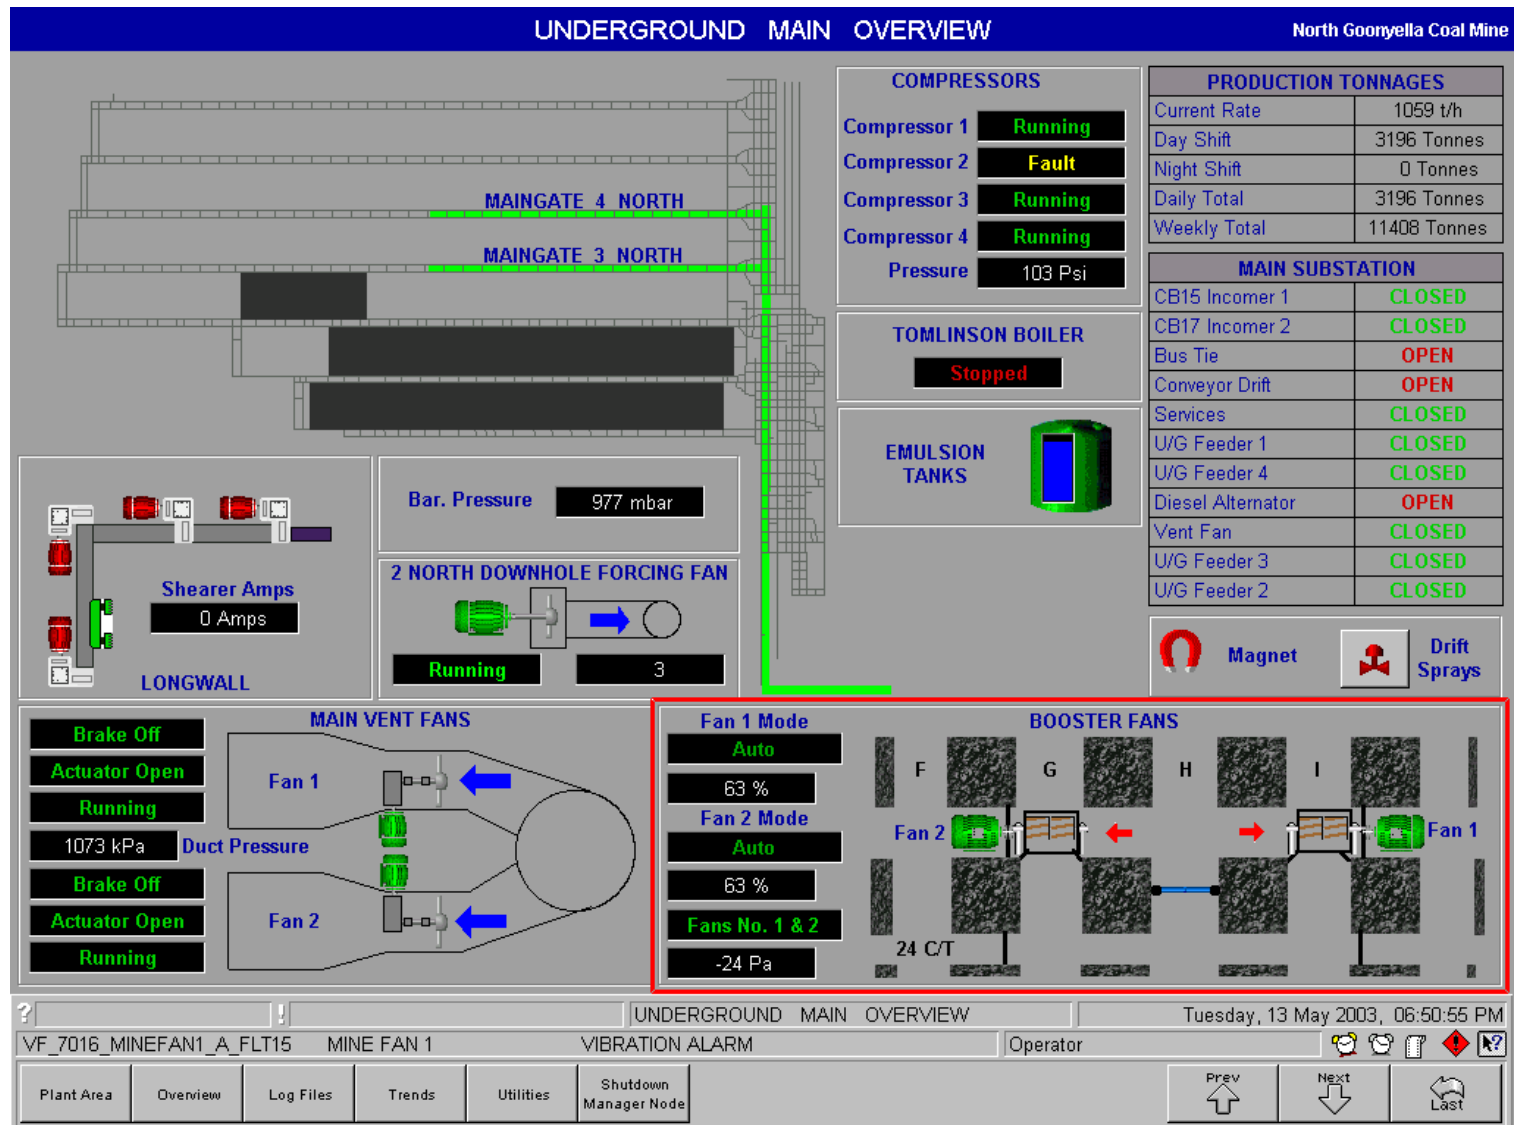 UNDERGROUND MAIN OVERVIEW
North Goonyella Coal Mine
MAINGATE 4 NORTH
MAINGATE 3 NORTH
COMPRESSORS
Compressor 1 Running
Compressor 2 Fault
Compressor 3 Running
Compressor 4 Running
Pressure 103 Psi
TOMLINSON BOILER
Stopped
EMULSION
TANKS
PRODUCTION TONNAGES
Current Rate 1059 t/h
Day Shift 3196 Tonnes
Night Shift 0 Tonnes
Daily Total 3196 Tonnes
Weekly Total 11408 Tonnes
MAIN SUBSTATION
CB15 Incomer 1 CLOSED
CB17 Incomer 2 CLOSED
Bus Tie OPEN
Conveyor Drift OPEN
Services CLOSED
U/G Feeder 1 CLOSED
U/G Feeder 4 CLOSED
Diesel Alternator OPEN
Vent Fan CLOSED
U/G Feeder 3 CLOSED
U/G Feeder 2 CLOSED
Magnet
Drift
Sprays
Shearer Amps
0 Amps
LONGWALL
Bar. Pressure 977 mbar
2 NORTH DOWNHOLE FORCING FAN
Running 3
MAIN VENT FANS
Brake Off
Actuator Open
Running
1073 kPa Duct Pressure
Brake Off
Actuator Open
Running
Fan 1
Fan 2
BOOSTER FANS
Fan 1 Mode
Auto
63 %
Fan 2 Mode
Auto
63 %
Fans No. 1 & 2
-24 Pa
F G H I
Fan 2 Fan 1
24 C/T
? ! UNDERGROUND MAIN OVERVIEW Tuesday, 13 May 2003, 06:50:55 PM
VF_7016_MINEFAN1_A_FLT15 MINE FAN 1 VIBRATION ALARM Operator
Plant Area
Overview
Log Files
Trends
Utilities
Shutdown
Manager Node
Prev
Next
Last